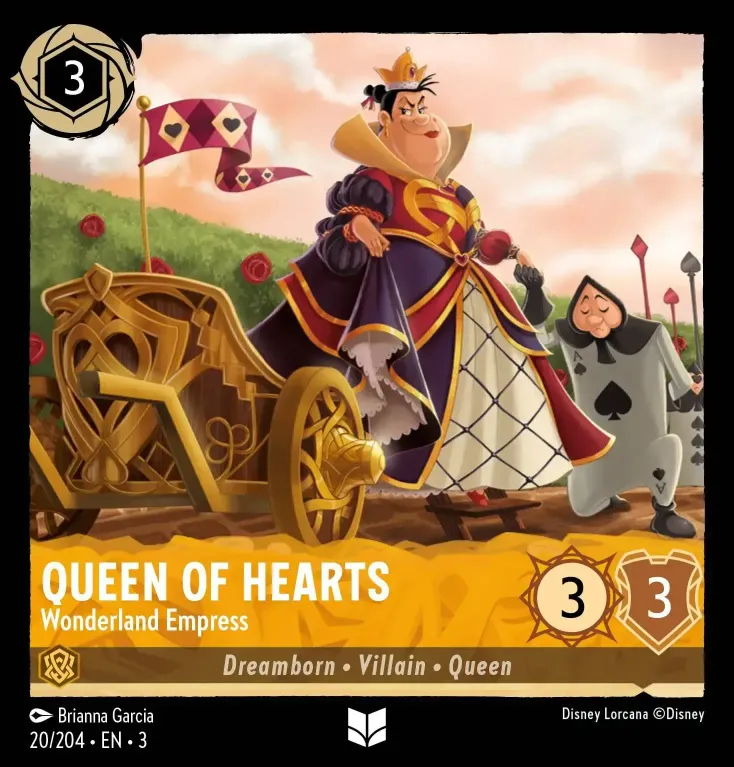 3
A
A
QUEEN OF HEARTS
Wonderland Empress
3
3
Dreamborn • Villain • Queen
Brianna Garcia
20/204 • EN • 3
Disney Lorcana ©Disney